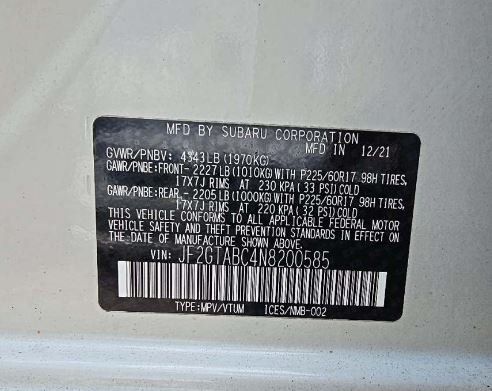 MFD. BY SUBARU CORPORATION
MFD IN 12/21
GVWR/PNBV: 4343LB(1970KG)
GAWR/PNBE:FRONT- 2227LB(1010KG)WITH P225/60R17 98H TIRES,
17X7J RIMS AT 230 KPA(33 PSI)COLD
GAWR/PNBE:REAR - 2205LB(1000KG)WITH P225/60R17 98H TIRES,
17X7J RIMS AT 220 KPA(32 PSI)COLD
THIS VEHICLE CONFORMS TO ALL APPLICABLE FEDERAL MOTOR
VEHICLE SAFETY BUMPER AND THEFT PREVENTION STANDARDS
IN EFFECT ON THE DATE OF MANUFACTURE SHOWN ABOVE.
VIN: JF2GTABC4N8200585
TYPE:MPV/VTUM ICES/NMB-002